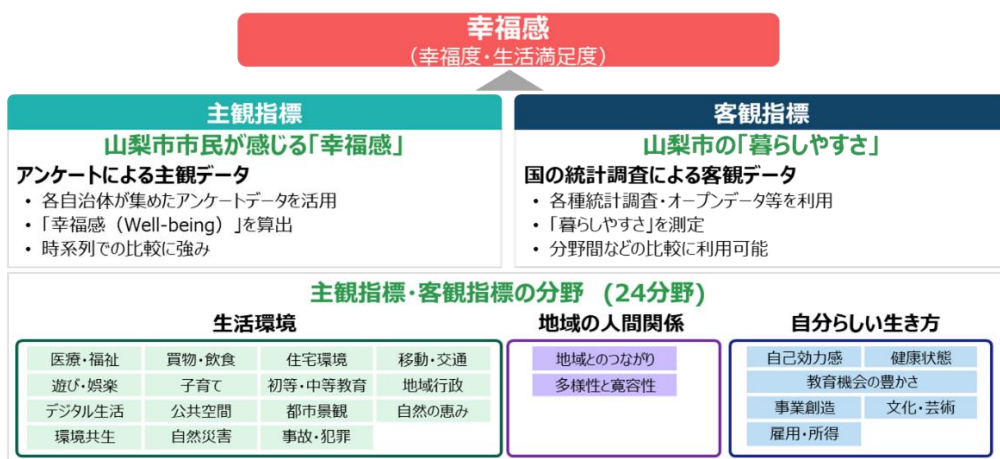 幸福感
（幸福度・生活満足度）
主観指標
山梨市市民が感じる「幸福感」
アンケートによる主観データ
• 各自治体が集めたアンケートデータを活用
• 「幸福感（Well-being）」を算出
• 時系列での比較に強み
客観指標
山梨市の「暮らしやすさ」
国の統計調査による客観データ
• 各種統計調査・オープンデータ等を利用
• 「暮らしやすさ」を測定
• 分野間などの比較に利用可能
主観指標・客観指標の分野 (24分野)
生活環境
医療・福祉 買物・飲食 住宅環境 移動・交通
遊び・娯楽 子育て 初等・中等教育 地域行政
デジタル生活 公共空間 都市景観 自然の恵み
環境共生 自然災害 事故・犯罪
地域の人間関係
地域とのつながり
多様性と寛容性
自分らしい生き方
自己効力感 健康状態
教育機会の豊かさ
事業創造 文化・芸術
雇用・所得